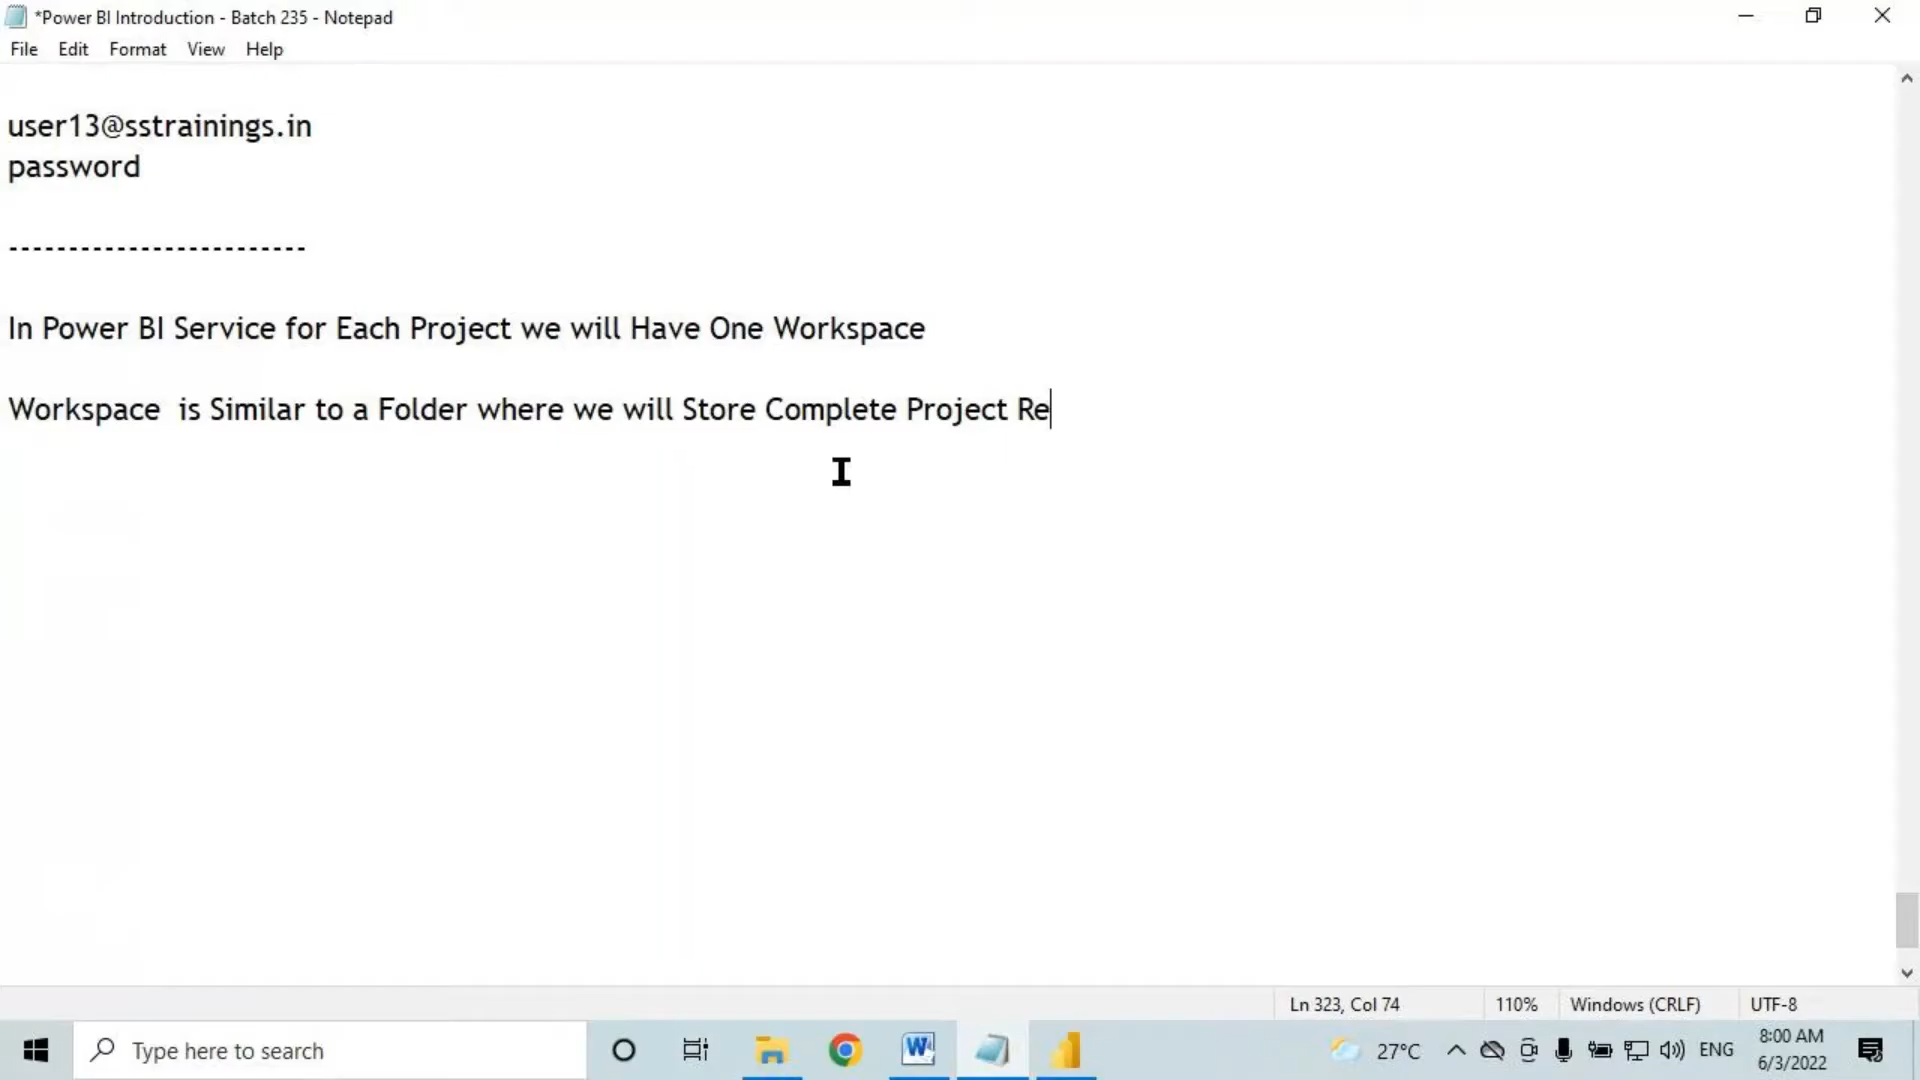 *Power BI Introduction - Batch 235 - Notepad
File Edit Format View Help
user13@sstrainings.in
password
-------------------------
In Power BI Service for Each Project we will Have One Workspace
Workspace  is Similar to a Folder where we will Store Complete Project Re
Ln 323, Col 74 110% Windows (CRLF) UTF-8
Type here to search
W
27°C
ENG
8:00 AM
6/3/2022